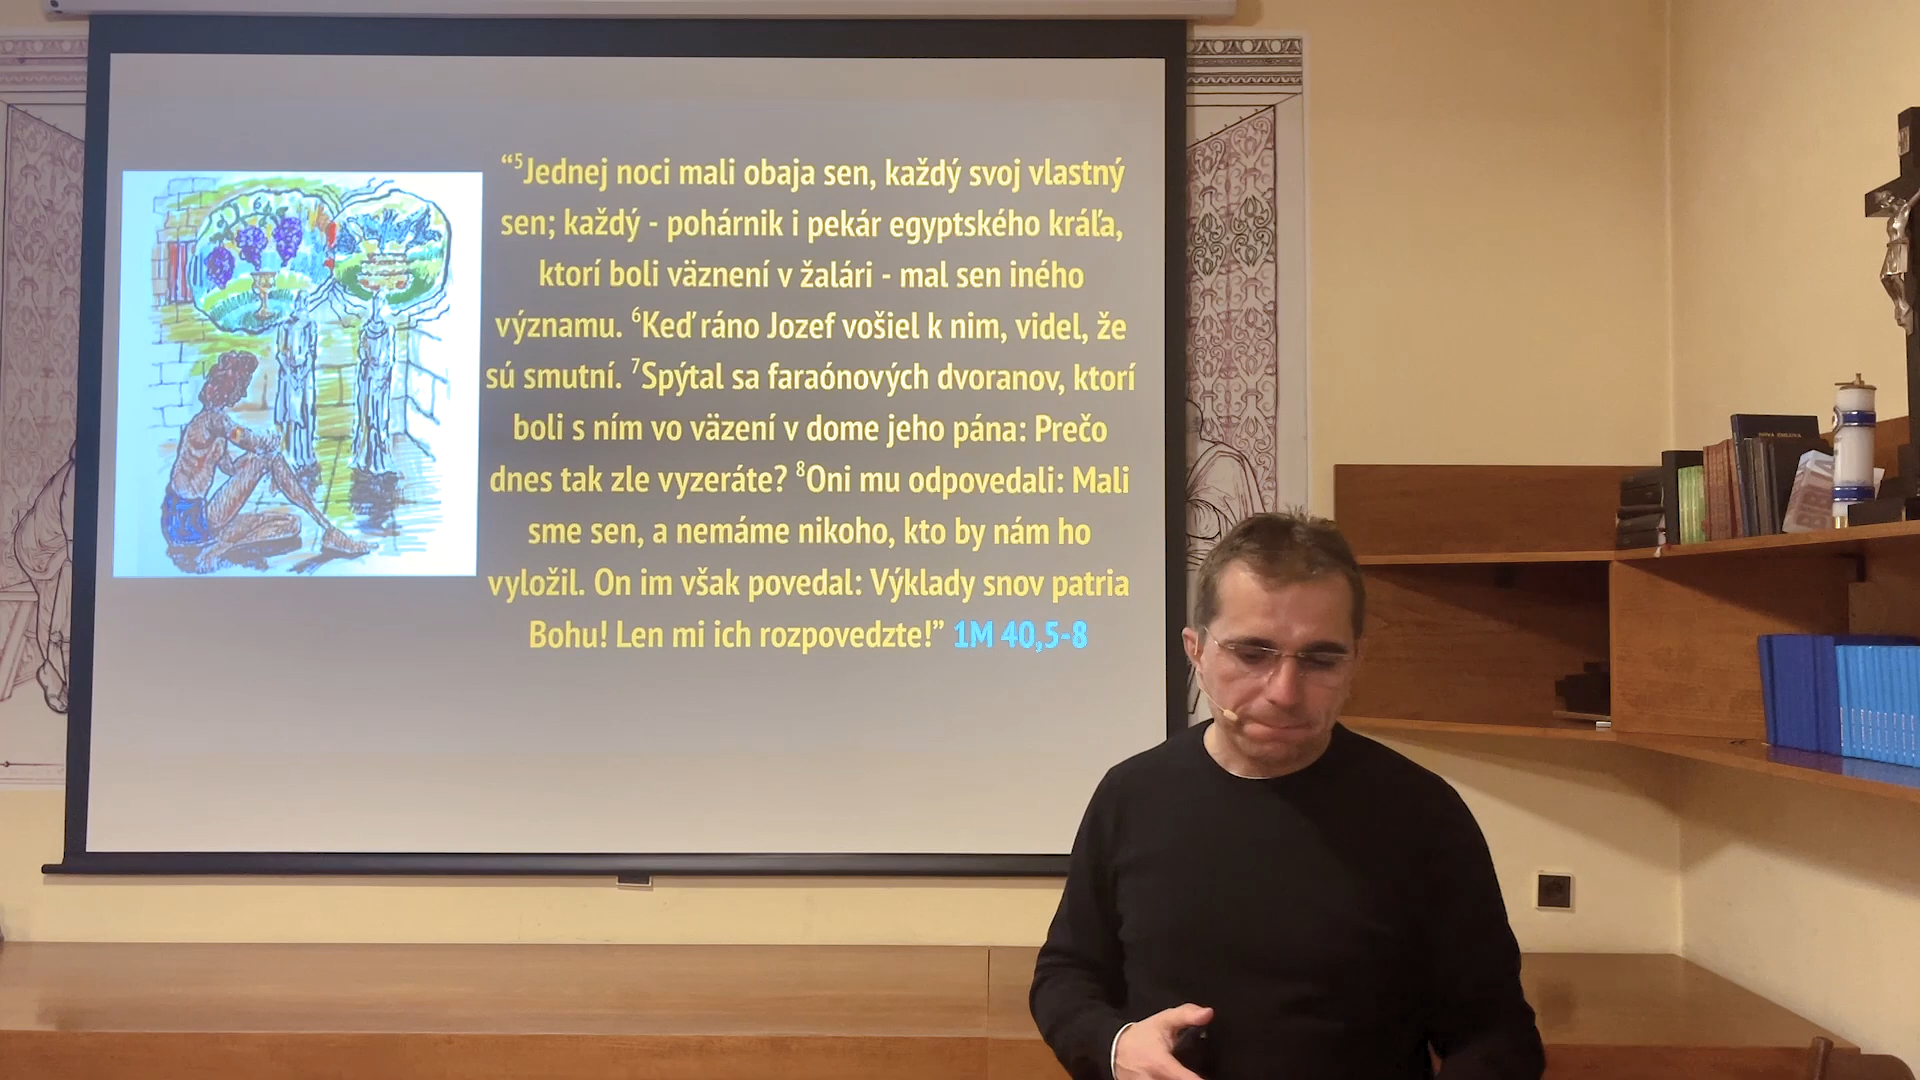 “⁵Jednej noci mali obaja sen, každý svoj vlastný
sen; každý - pohárnik i pekár egyptského kráľa,
ktorí boli väznení v žalári - mal sen iného
významu. ⁶Keď ráno Jozef vošiel k nim, videl, že
sú smutní. ⁷Spýtal sa faraónových dvoranov, ktorí
boli s ním vo väzení v dome jeho pána: Prečo
dnes tak zle vyzeráte? ⁸Oni mu odpovedali: Mali
sme sen, a nemáme nikoho, kto by nám ho
vyložil. On im však povedal: Výklady snov patria
Bohu! Len mi ich rozpovedzte!” 1M 40,5-8
BIBLIA